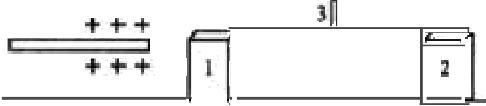 3
+ + +
+ + +
1 2